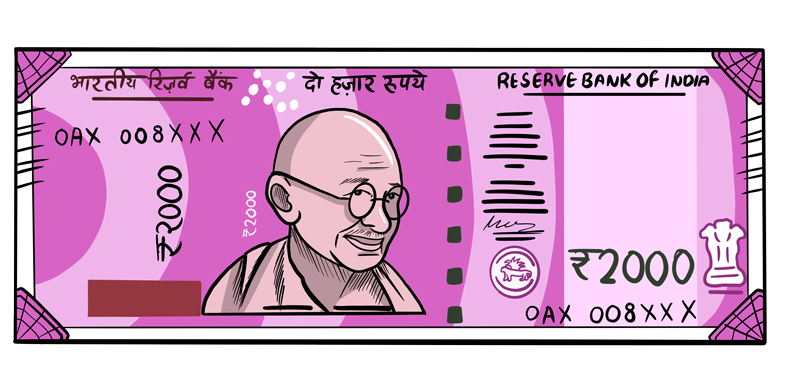 भारतीय रिज़र्व बैंक
दो हज़ार रुपये
RESERVE BANK OF INDIA
OAX 008XXX
₹2000
₹2000
₹2000
OAX 008XXX